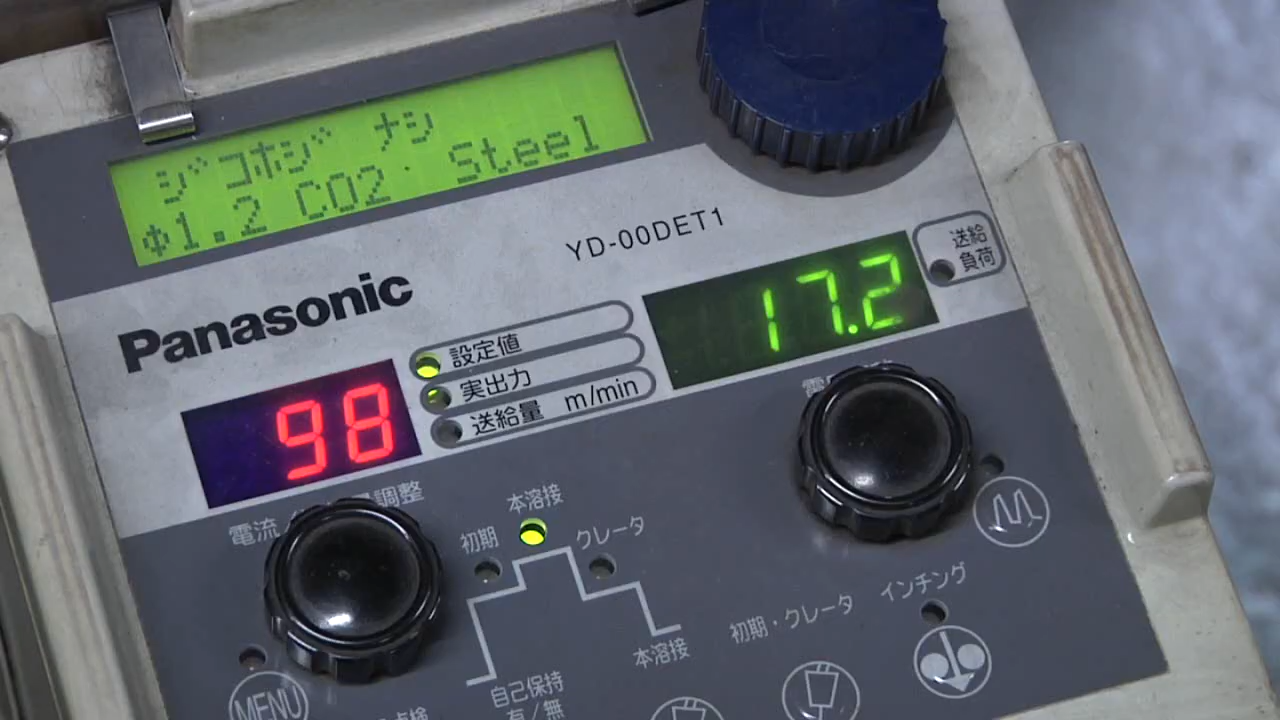 ジコホジ ナシ
φ1.2 CO2 Steel
YD-00DET1
送給
負荷
17.2
Panasonic
設定値
実出力
送給量 m/min
98
電流
調整
本溶接
初期
クレータ
本溶接
初期・クレータ
インチング
MENU
自己保持
有／無
点検